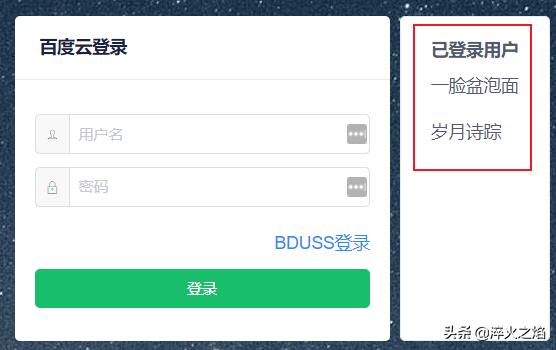 百度云登录
用户名
密码
BDUSS登录
登录
已登录用户
一脸盆泡面
岁月诗踪
头条 @淬火之焰